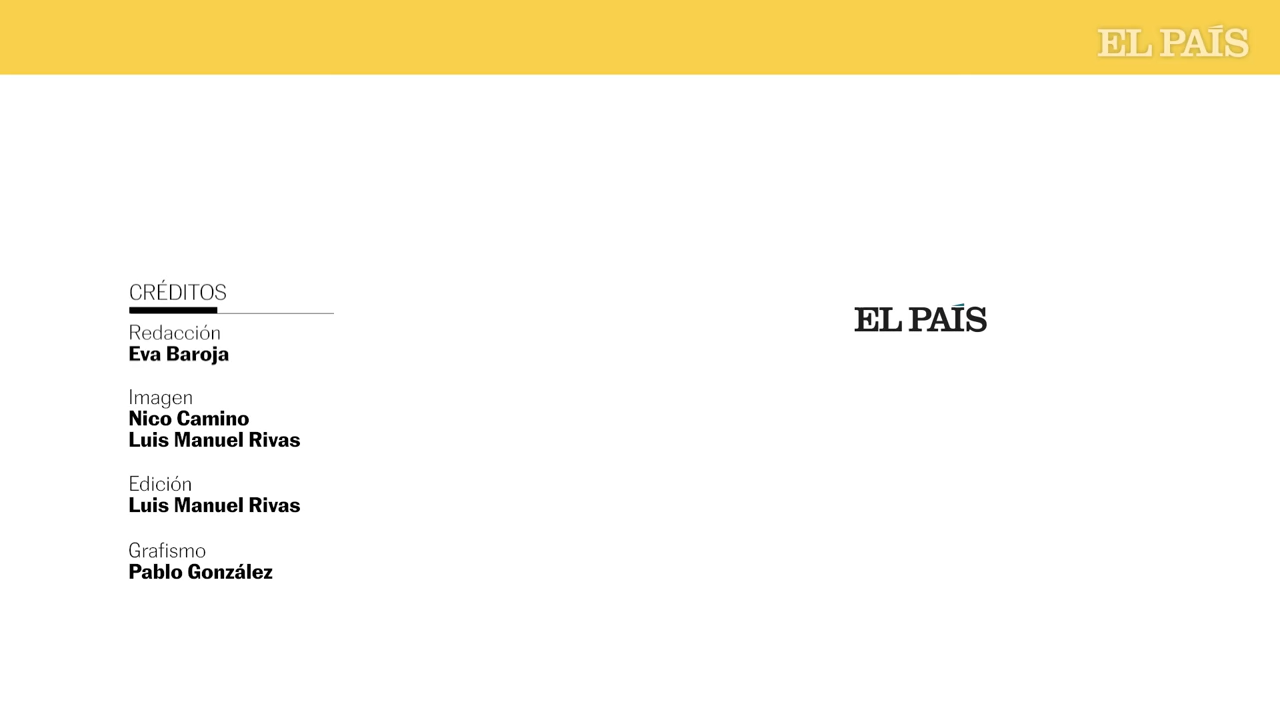 EL PAÍS
CRÉDITOS
Redacción
Eva Baroja
Imagen
Nico Camino
Luis Manuel Rivas
Edición
Luis Manuel Rivas
Grafismo
Pablo González
EL PAÍS